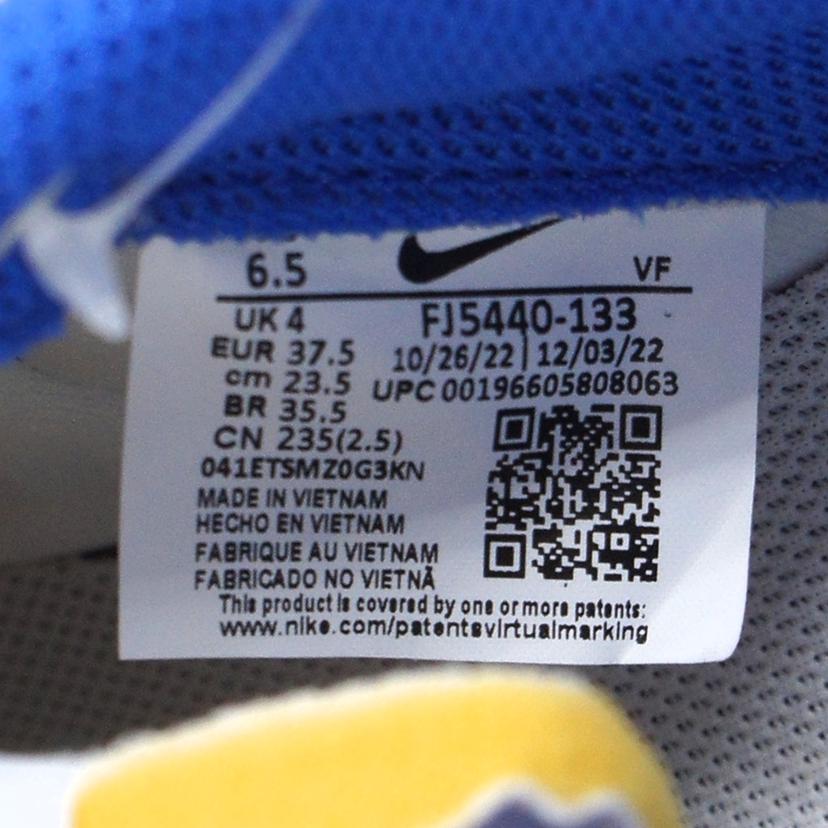 6.5 VF
UK 4 FJ5440-133
EUR 37.5 10/26/22 | 12/03/22
cm 23.5 UPC 00196605808063
BR 35.5
CN 235(2.5)
041ETSMZ0G3KN
MADE IN VIETNAM
HECHO EN VIETNAM
FABRIQUE AU VIETNAM
FABRICADO NO VIETNÃ
This product is covered by one or more patents:
www.nike.com/patentsvirtualmarking